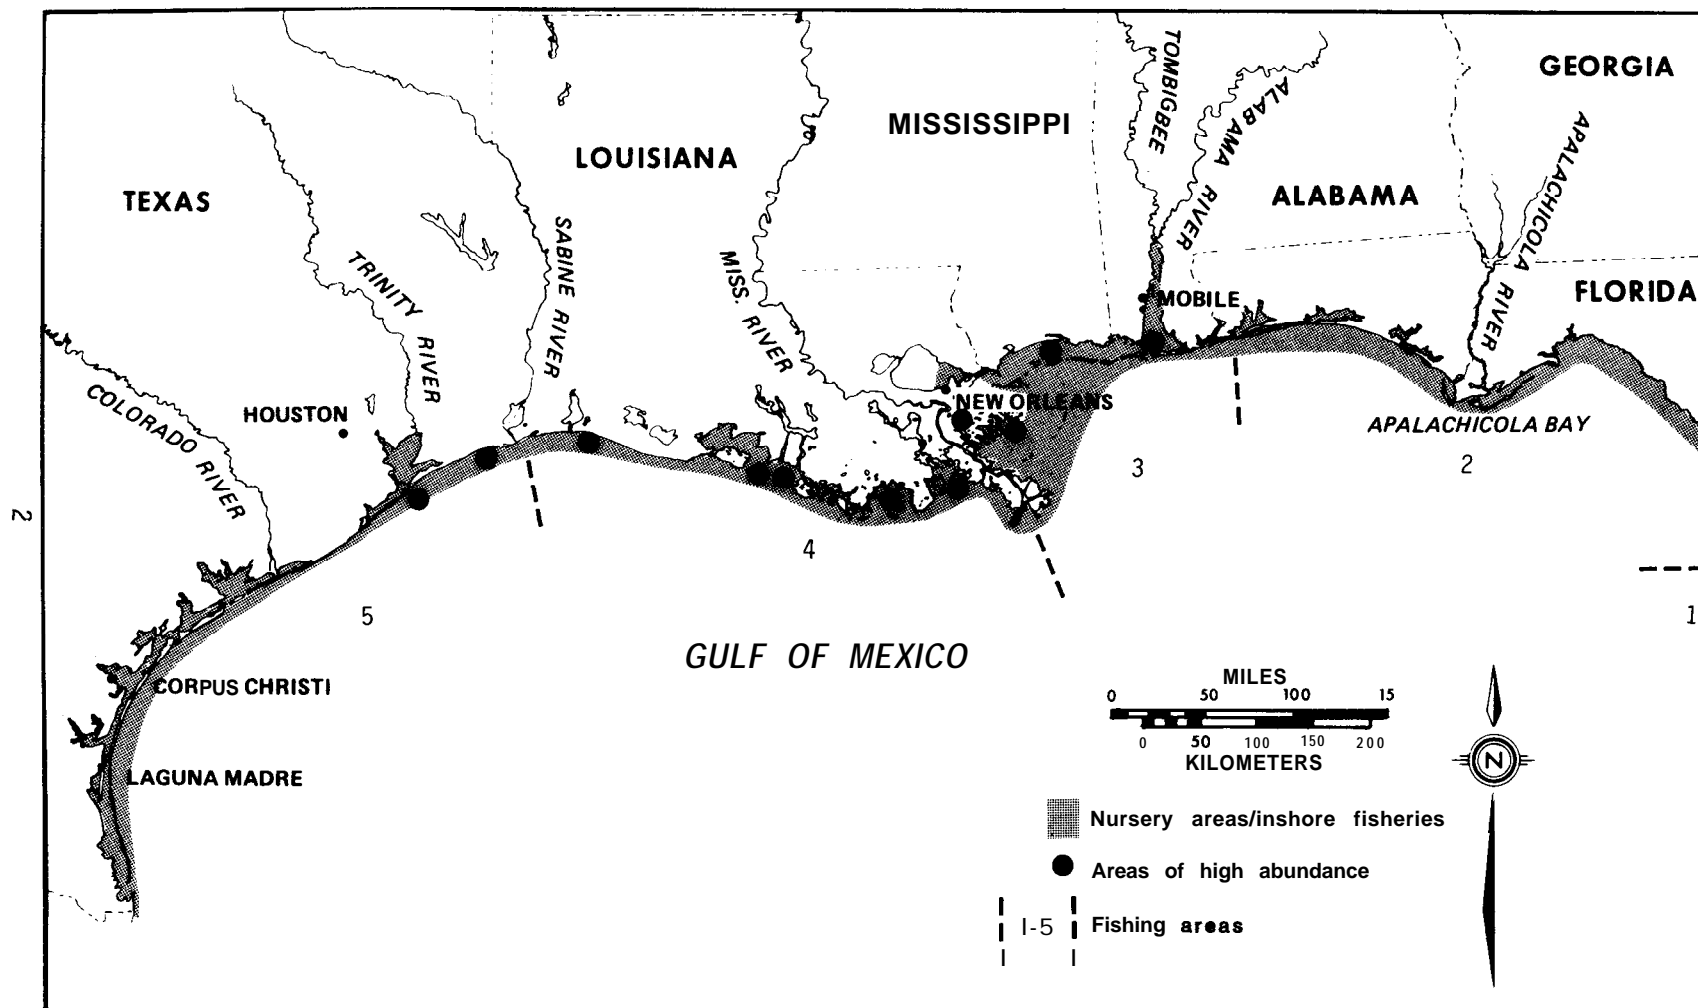 GEORGIA
TOMBIGBEE
ALABAMA RIVER
APALACHICOLA RIVER
MISSISSIPPI
LOUISIANA
TEXAS
ALABAMA
SABINE RIVER
TRINITY RIVER
MISS. RIVER
MOBILE
FLORIDA
COLORADO RIVER
HOUSTON
NEW ORLEANS
APALACHICOLA BAY
3
2
2
4
5
1
GULF OF MEXICO
CORPUS CHRISTI
LAGUNA MADRE
MILES
0 50 100 15
0 50 100 150 200
KILOMETERS
N
Nursery areas/inshore fisheries
Areas of high abundance
I-5 Fishing areas